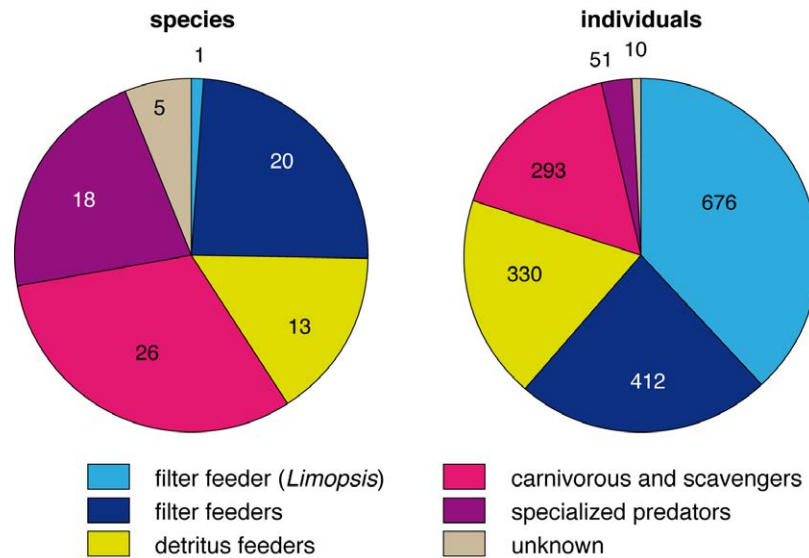 species
individuals
1
5
20
18
13
26
51
10
293
676
330
412
filter feeder (Limopsis)
filter feeders
detritus feeders
carnivorous and scavengers
specialized predators
unknown